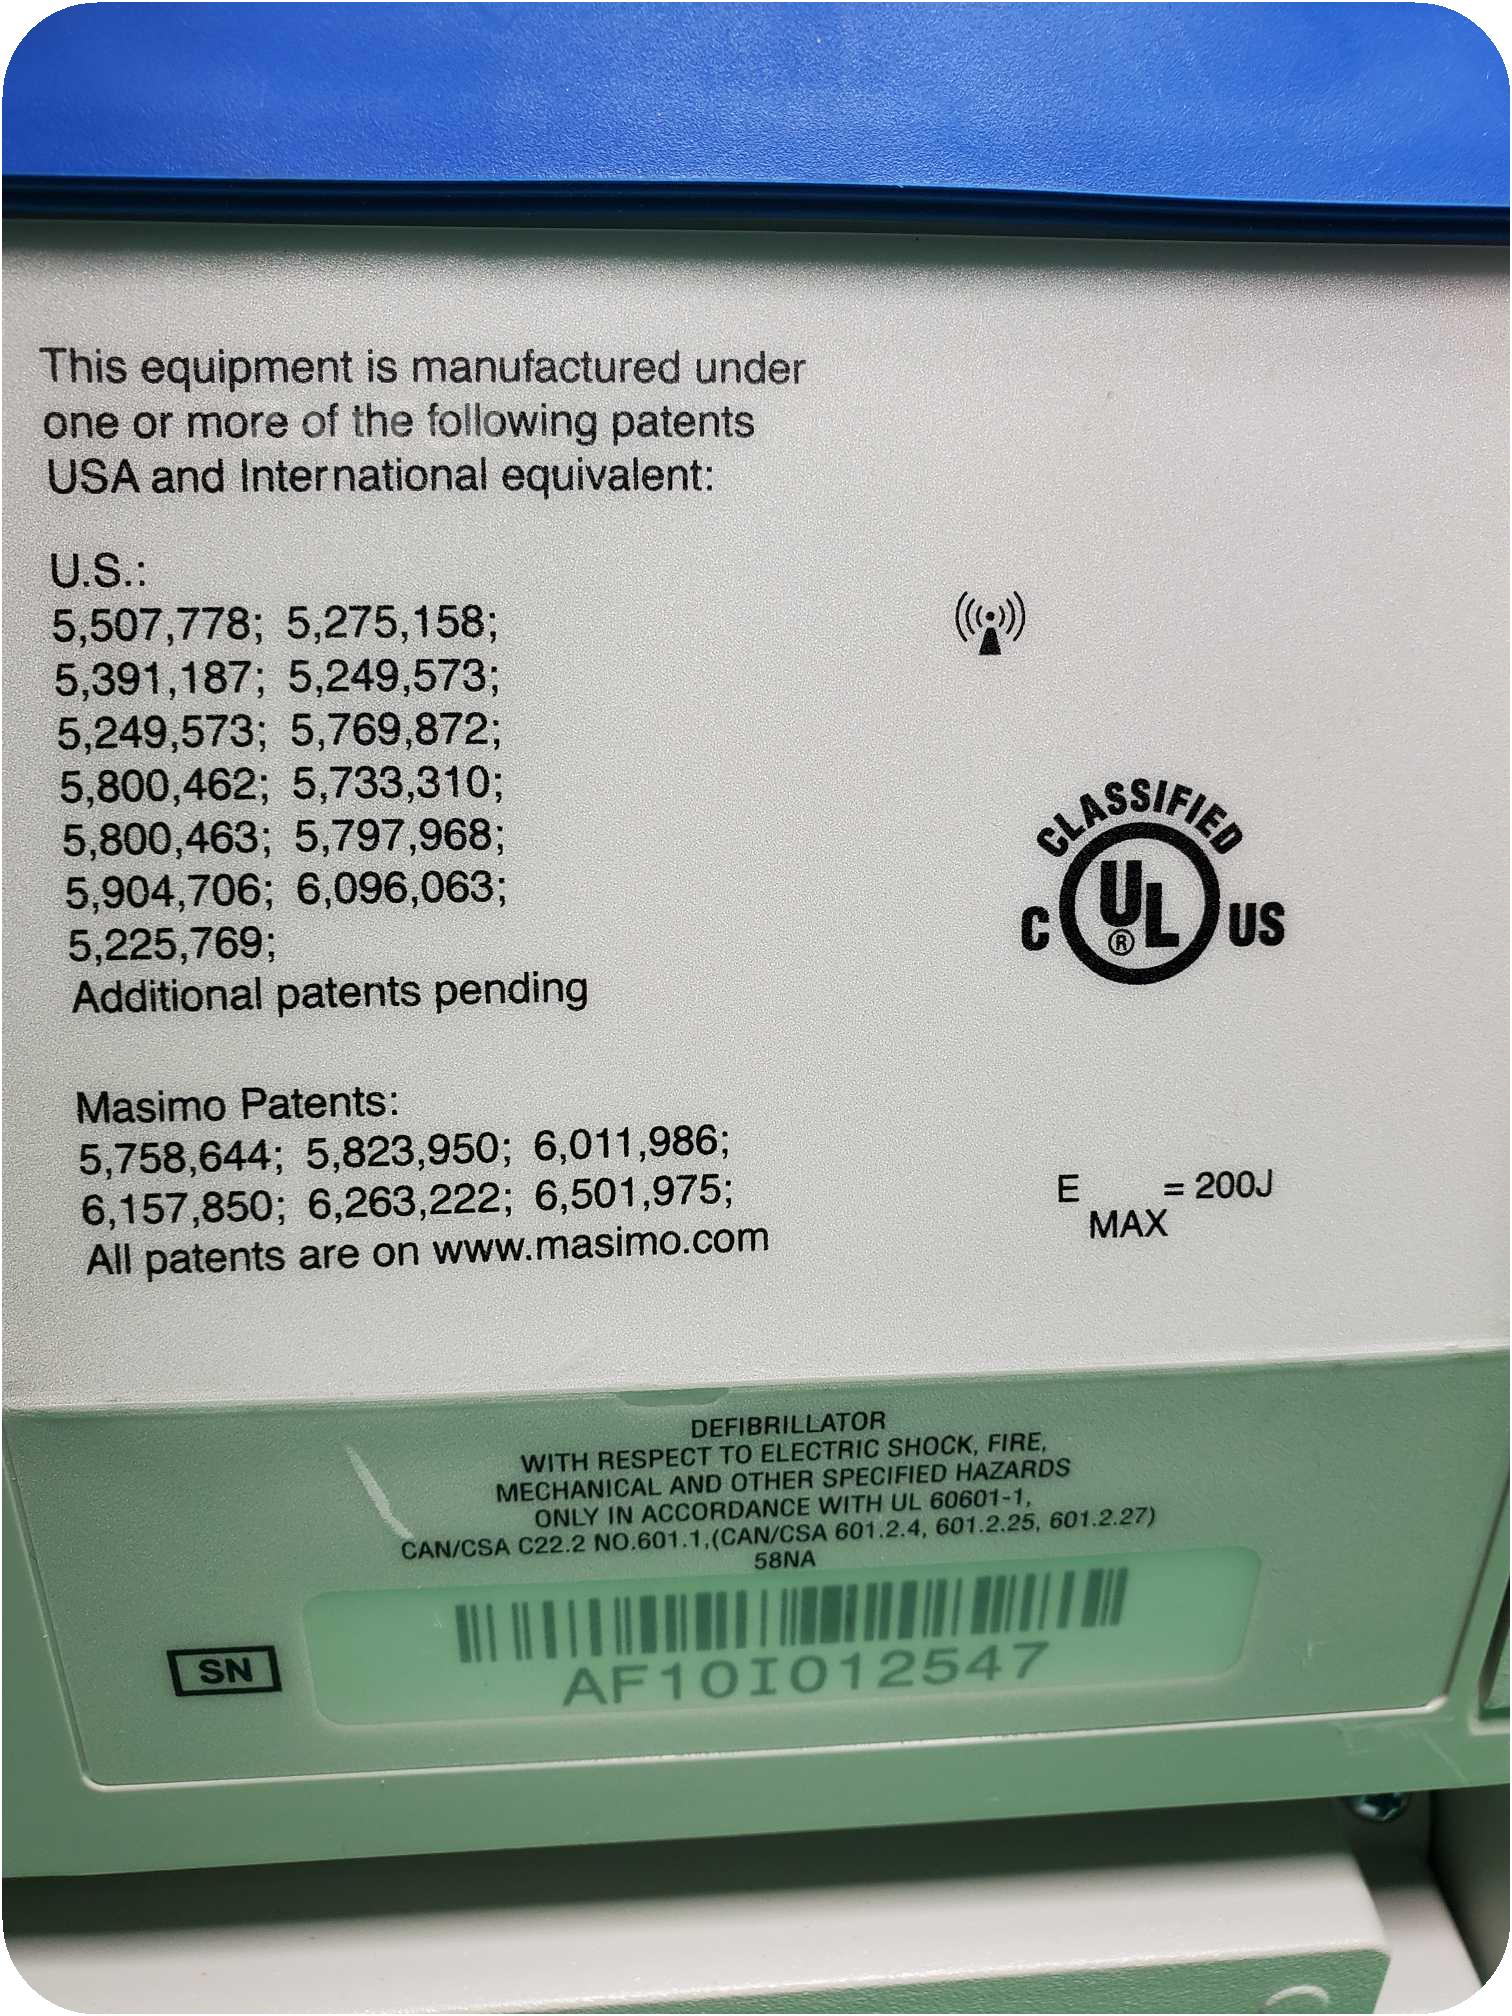 This equipment is manufactured under
one or more of the following patents
USA and International equivalent:
U.S.:
5,507,778; 5,275,158;
5,391,187; 5,249,573;
5,249,573; 5,769,872;
5,800,462; 5,733,310;
5,800,463; 5,797,968;
5,904,706; 6,096,063;
5,225,769;
Additional patents pending
CLASSIFIED
C UL US
®
Masimo Patents:
5,758,644; 5,823,950; 6,011,986;
6,157,850; 6,263,222; 6,501,975;
All patents are on www.masimo.com
E MAX = 200J
DEFIBRILLATOR
WITH RESPECT TO ELECTRIC SHOCK, FIRE,
MECHANICAL AND OTHER SPECIFIED HAZARDS
ONLY IN ACCORDANCE WITH UL 60601-1,
CAN/CSA C22.2 NO.601.1,(CAN/CSA 601.2.4, 601.2.25, 601.2.27)
58NA
SN
AF10I012547